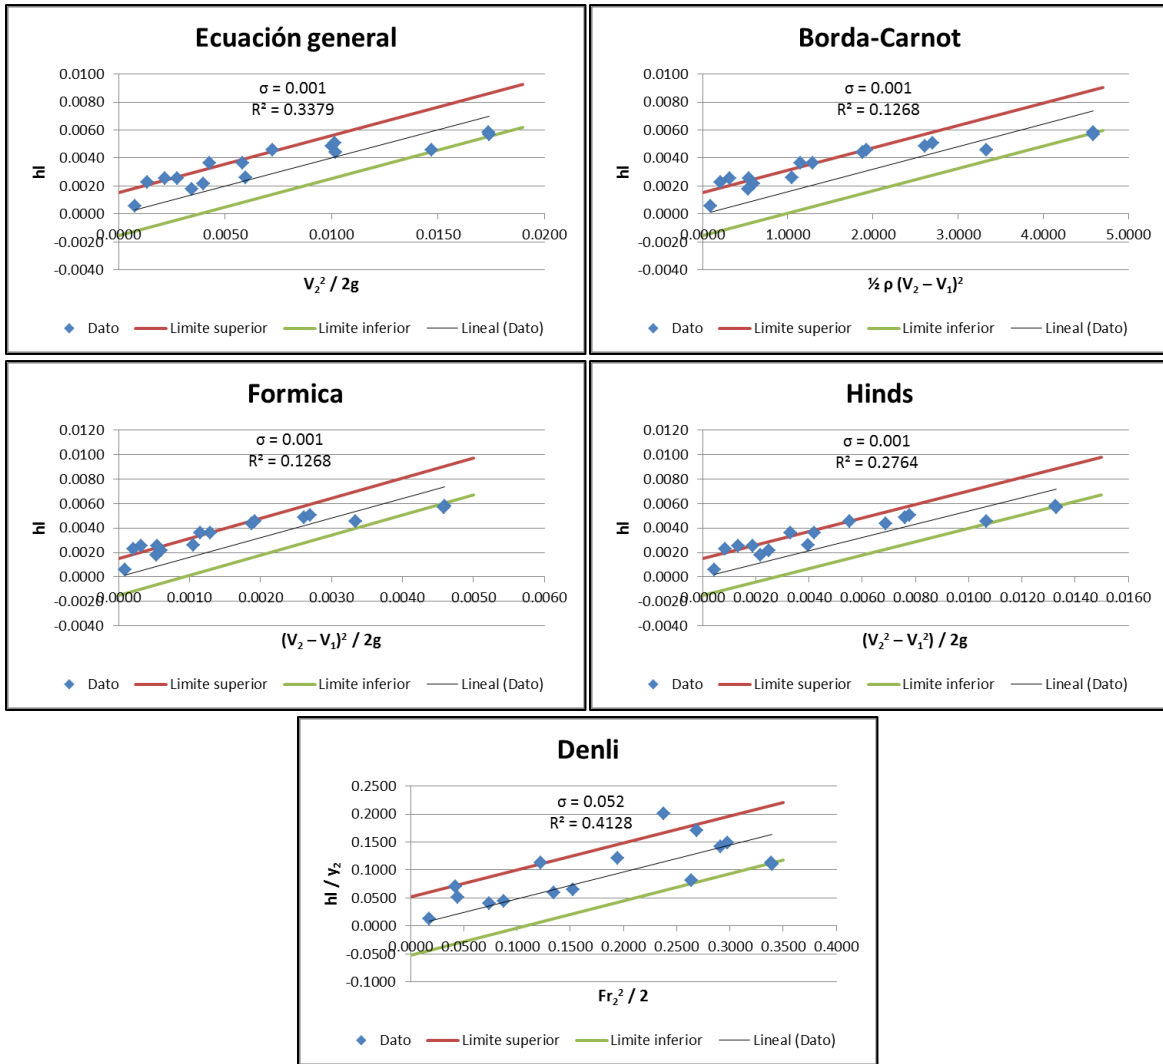 Ecuación general
σ = 0.001
R² = 0.3379
0.0100
0.0080
0.0060
0.0040
0.0020
0.0000
-0.0020
-0.0040
hl
0.0000 0.0050 0.0100 0.0150 0.0200
V₂² / 2g
Dato Limite superior Limite inferior Lineal (Dato)
Borda-Carnot
σ = 0.001
R² = 0.1268
0.0100
0.0080
0.0060
0.0040
0.0020
0.0000
-0.0020
-0.0040
hl
0.0000 1.0000 2.0000 3.0000 4.0000 5.0000
½ ρ (V₂ – V₁)²
Dato Limite superior Limite inferior Lineal (Dato)
Formica
σ = 0.001
R² = 0.1268
0.0120
0.0100
0.0080
0.0060
0.0040
0.0020
0.0000
-0.0020
-0.0040
hl
0.0000 0.0010 0.0020 0.0030 0.0040 0.0050 0.0060
(V₂ – V₁)² / 2g
Dato Limite superior Limite inferior Lineal (Dato)
Hinds
σ = 0.001
R² = 0.2764
0.0120
0.0100
0.0080
0.0060
0.0040
0.0020
0.0000
-0.0020
-0.0040
hl
0.0000 0.0020 0.0040 0.0060 0.0080 0.0100 0.0120 0.0140 0.0160
(V₂² – V₁²) / 2g
Dato Limite superior Limite inferior Lineal (Dato)
Denli
σ = 0.052
R² = 0.4128
0.2500
0.2000
0.1500
0.1000
0.0500
0.0000
-0.0500
-0.1000
hl / y₂
0.0000 0.0500 0.1000 0.1500 0.2000 0.2500 0.3000 0.3500 0.4000
Fr₂² / 2
Dato Limite superior Limite inferior Lineal (Dato)